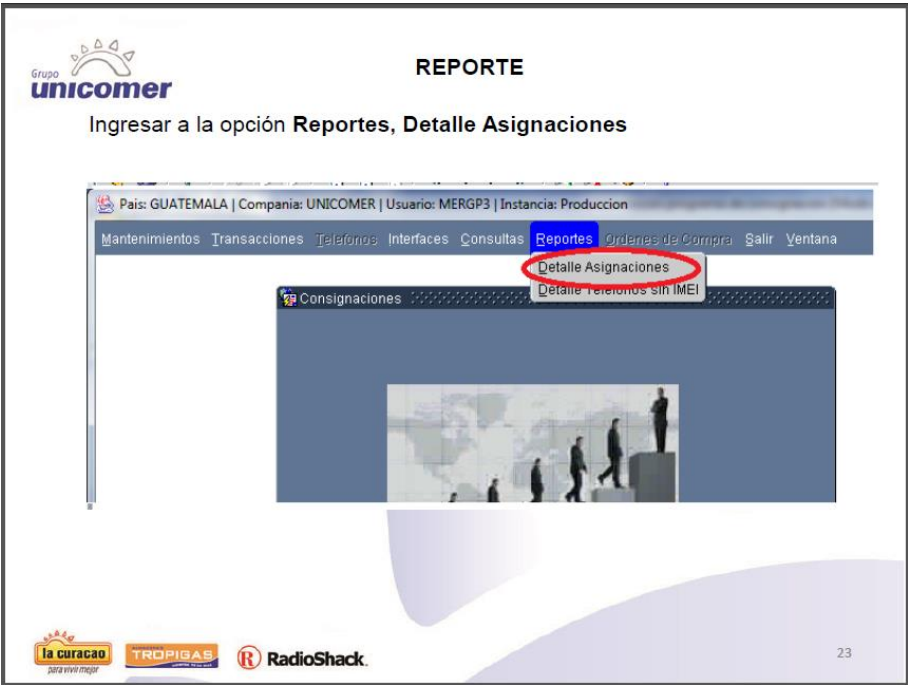 Grupo
unicomer
REPORTE
Ingresar a la opción Reportes, Detalle Asignaciones
Pais: GUATEMALA | Compania: UNICOMER | Usuario: MERGP3 | Instancia: Produccion
Mantenimientos Transacciones Telefonos Interfaces Consultas Reportes Ordenes de Compra Salir Ventana
Detalle Asignaciones
Detalle Telefonos sin IMEI
Consignaciones
la curacao
para vivir mejor
TROPIGAS
R RadioShack.
23